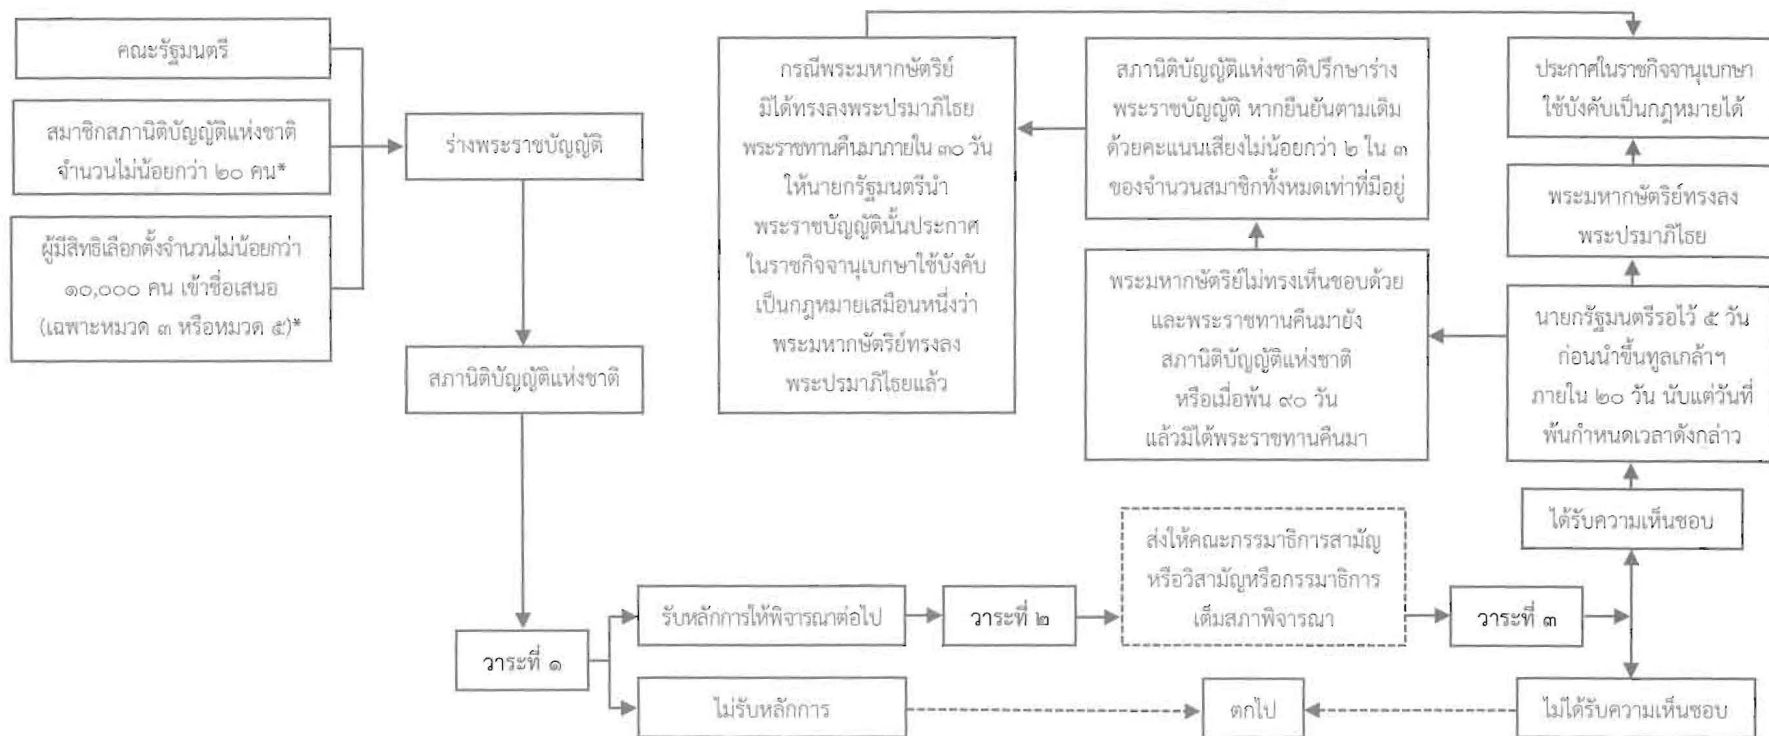 คณะรัฐมนตรี
สมาชิกสภานิติบัญญัติแห่งชาติ
จำนวนไม่น้อยกว่า ๒๐ คน*
ผู้มีสิทธิเลือกตั้งจำนวนไม่น้อยกว่า
๑๐,๐๐๐ คน เข้าชื่อเสนอ
(เฉพาะหมวด ๓ หรือหมวด ๕)*
ร่างพระราชบัญญัติ
สภานิติบัญญัติแห่งชาติ
วาระที่ ๑
รับหลักการให้พิจารณาต่อไป
ไม่รับหลักการ
วาระที่ ๒
ส่งให้คณะกรรมาธิการสามัญ
หรือวิสามัญหรือกรรมาธิการ
เต็มสภาพิจารณา
วาระที่ ๓
ตกไป
ไม่ได้รับความเห็นชอบ
ได้รับความเห็นชอบ
นายกรัฐมนตรีรอไว้ ๕ วัน
ก่อนนำขึ้นทูลเกล้าฯ
ภายใน ๒๐ วัน นับแต่วันที่
พ้นกำหนดเวลาดังกล่าว
พระมหากษัตริย์ทรงลง
พระปรมาภิไธย
ประกาศในราชกิจจานุเบกษา
ใช้บังคับเป็นกฎหมายได้
พระมหากษัตริย์ไม่ทรงเห็นชอบด้วย
และพระราชทานคืนมายัง
สภานิติบัญญัติแห่งชาติ
หรือเมื่อพ้น ๙๐ วัน
แล้วมิได้พระราชทานคืนมา
สภานิติบัญญัติแห่งชาติปรึกษาร่าง
พระราชบัญญัติ หากยืนยันตามเดิม
ด้วยคะแนนเสียงไม่น้อยกว่า ๒ ใน ๓
ของจำนวนสมาชิกทั้งหมดเท่าที่มีอยู่
กรณีพระมหากษัตริย์
มิได้ทรงลงพระปรมาภิไธย
พระราชทานคืนมาภายใน ๓๐ วัน
ให้นายกรัฐมนตรีนำ
พระราชบัญญัตินั้นประกาศ
ในราชกิจจานุเบกษาใช้บังคับ
เป็นกฎหมายเสมือนหนึ่งว่า
พระมหากษัตริย์ทรงลง
พระปรมาภิไธยแล้ว